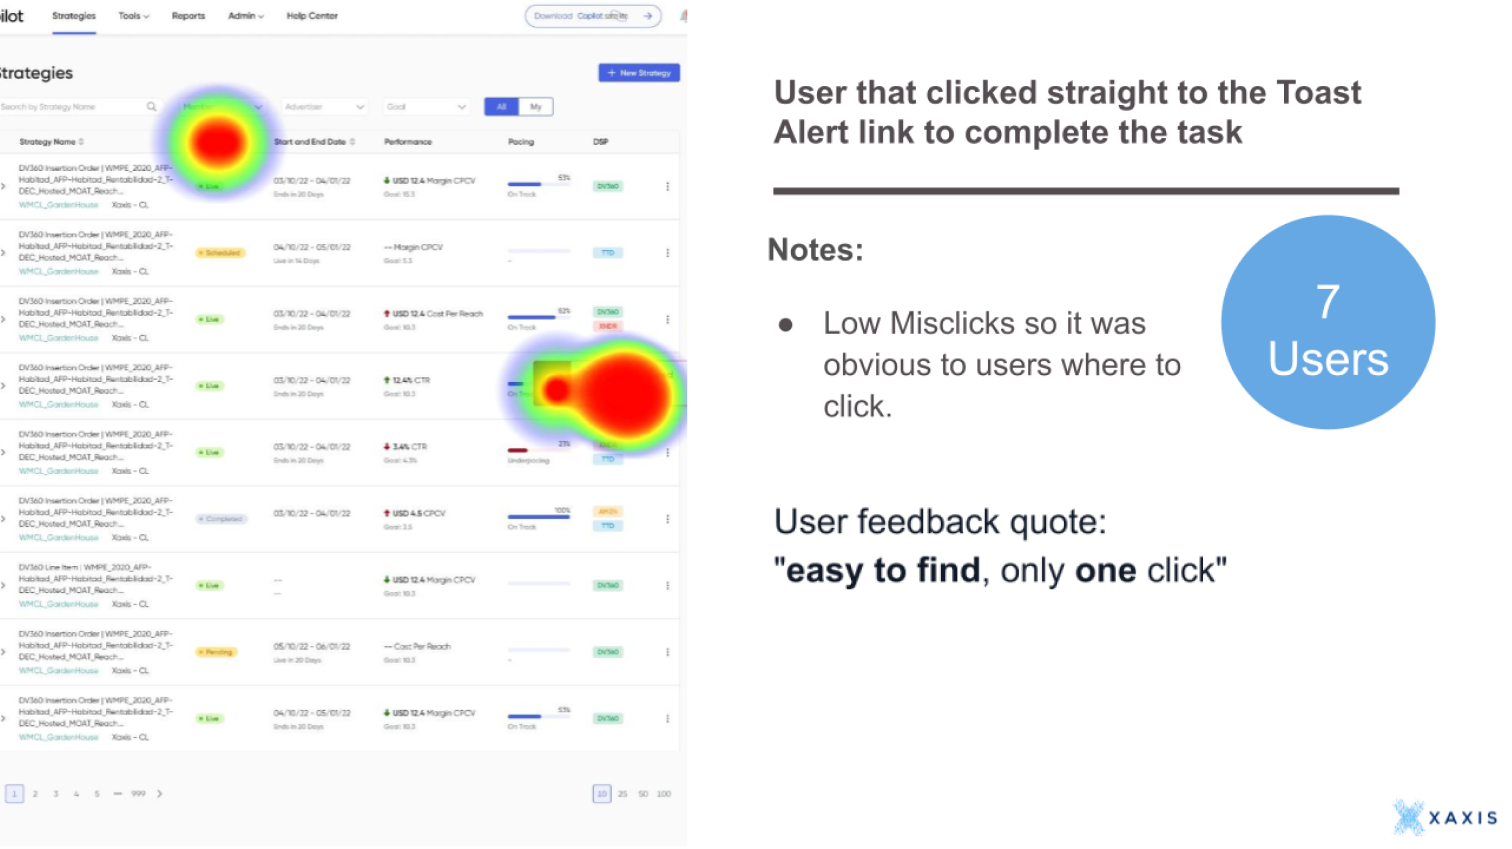 ilot Strategies Tools Reports Admin Help Center Download Copilot
Strategies
+ New Strategy
Search by Strategy Name Advertiser Goal All My
Strategy Name Start and End Date Performance Pacing DSP
DV360 Insertion Order | WMPE_2020_AFP-
Habitad_AFP-Habitad_Rentabilidad-2_T-
DEC_Hosted_MOAT_Reach...
WMCL_GardenHouse Xaxis - CL
Live
03/10/22 - 04/01/22
Ends in 20 Days
USD 12.4 Margin CPCV
Goal: 15.3
53%
On Track
DV360
DV360 Insertion Order | WMPE_2020_AFP-
Habitad_AFP-Habitad_Rentabilidad-2_T-
DEC_Hosted_MOAT_Reach...
WMCL_GardenHouse Xaxis - CL
Scheduled
04/10/22 - 05/01/22
Live in 14 Days
-- Margin CPCV
Goal: 5.3
-
TTD
DV360 Insertion Order | WMPE_2020_AFP-
Habitad_AFP-Habitad_Rentabilidad-2_T-
DEC_Hosted_MOAT_Reach...
WMCL_GardenHouse Xaxis - CL
Live
03/10/22 - 04/01/22
Ends in 20 Days
USD 12.4 Cost Per Reach
Goal: 10.3
62%
On Track
DV360
XNDR
DV360 Insertion Order | WMPE_2020_AFP-
Habitad_AFP-Habitad_Rentabilidad-2_T-
DEC_Hosted_MOAT_Reach...
WMCL_GardenHouse Xaxis - CL
Live
03/10/22 - 04/01/22
Ends in 20 Days
12.4% CTR
Goal: 10.3
DV360 Insertion Order | WMPE_2020_AFP-
Habitad_AFP-Habitad_Rentabilidad-2_T-
DEC_Hosted_MOAT_Reach...
WMCL_GardenHouse Xaxis - CL
Live
03/10/22 - 04/01/22
Ends in 20 Days
3.4% CTR
Goal: 4.3%
23%
Underpacing
TTD
DV360 Insertion Order | WMPE_2020_AFP-
Habitad_AFP-Habitad_Rentabilidad-2_T-
DEC_Hosted_MOAT_Reach...
WMCL_GardenHouse Xaxis - CL
Completed
03/10/22 - 04/01/22
USD 4.5 CPCV
Goal: 3.5
100%
On Track
AMZN
TTD
DV360 Line Item | WMPE_2020_AFP-
Habitad_AFP-Habitad_Rentabilidad-2_T-
DEC_Hosted_MOAT_Reach...
WMCL_GardenHouse Xaxis - CL
Live
--
--
USD 12.4 Margin CPCV
Goal: 10.3
DV360
DV360 Insertion Order | WMPE_2020_AFP-
Habitad_AFP-Habitad_Rentabilidad-2_T-
DEC_Hosted_MOAT_Reach...
WMCL_GardenHouse Xaxis - CL
Pending
05/10/22 - 06/01/22
Live in 20 Days
-- Cost Per Reach
Goal: 10.3
-
DV360
DV360 Insertion Order | WMPE_2020_AFP-
Habitad_AFP-Habitad_Rentabilidad-2_T-
DEC_Hosted_MOAT_Reach...
WMCL_GardenHouse Xaxis - CL
Live
04/10/22 - 05/01/22
Ends in 20 Days
USD 12.4 Margin CPCV
Goal: 10.3
53%
On Track
DV360
1 2 3 4 5 ... 999 10 25 50 100
User that clicked straight to the Toast
Alert link to complete the task
Notes:
● Low Misclicks so it was
obvious to users where to
click.
7
Users
User feedback quote:
"easy to find, only one click"
XAXIS